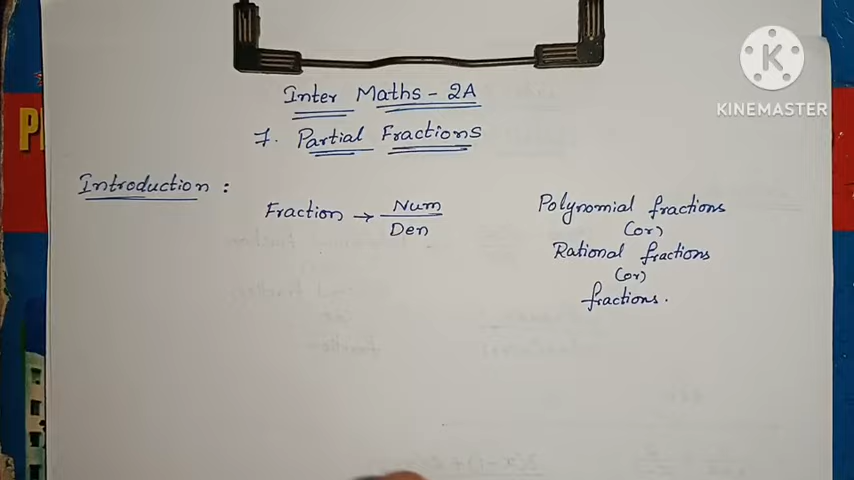 Inter Maths - 2A
7. Partial Fractions
Introduction :
Fraction → Num / Den
Polynomial fractions
(or)
Rational fractions
(or)
fractions.
KINEMASTER
P